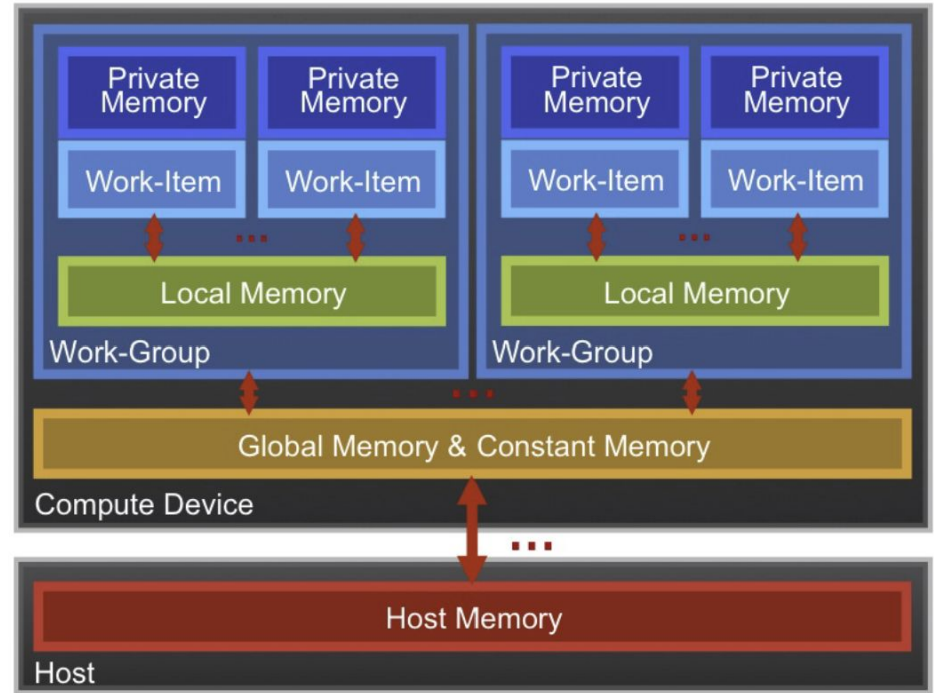 Private
Memory
Private
Memory
Private
Memory
Private
Memory
Work-Item
Work-Item
Work-Item
Work-Item
...
...
Local Memory
Local Memory
Work-Group
Work-Group
...
Global Memory & Constant Memory
Compute Device
...
Host Memory
Host